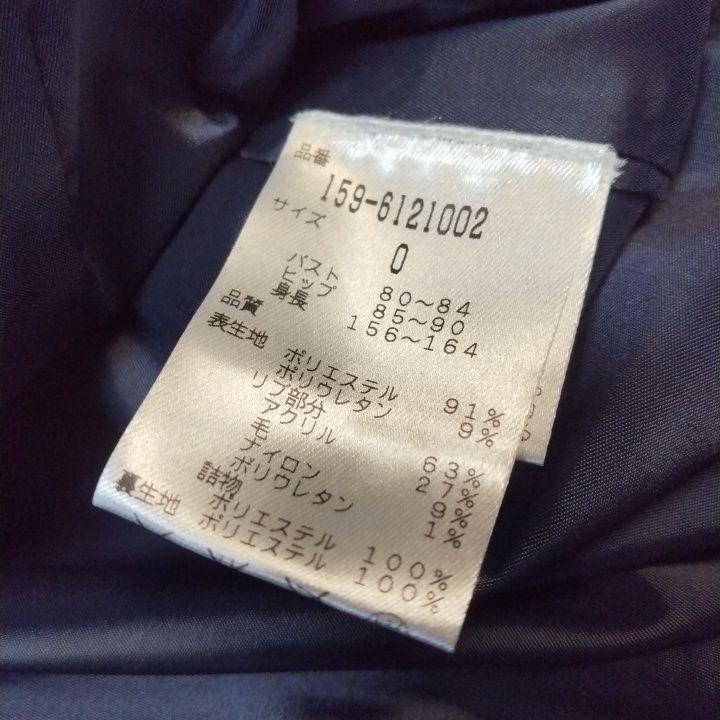 品番
159-6121002
サイズ
0
バスト 80～84
ヒップ 85～90
身長 156～164
品質
表生地
ポリエステル 91%
ポリウレタン 9%
リブ部分
アクリル 63%
毛 27%
ナイロン 9%
ポリウレタン 1%
詰物
ポリエステル 100%
裏生地
ポリエステル 100%